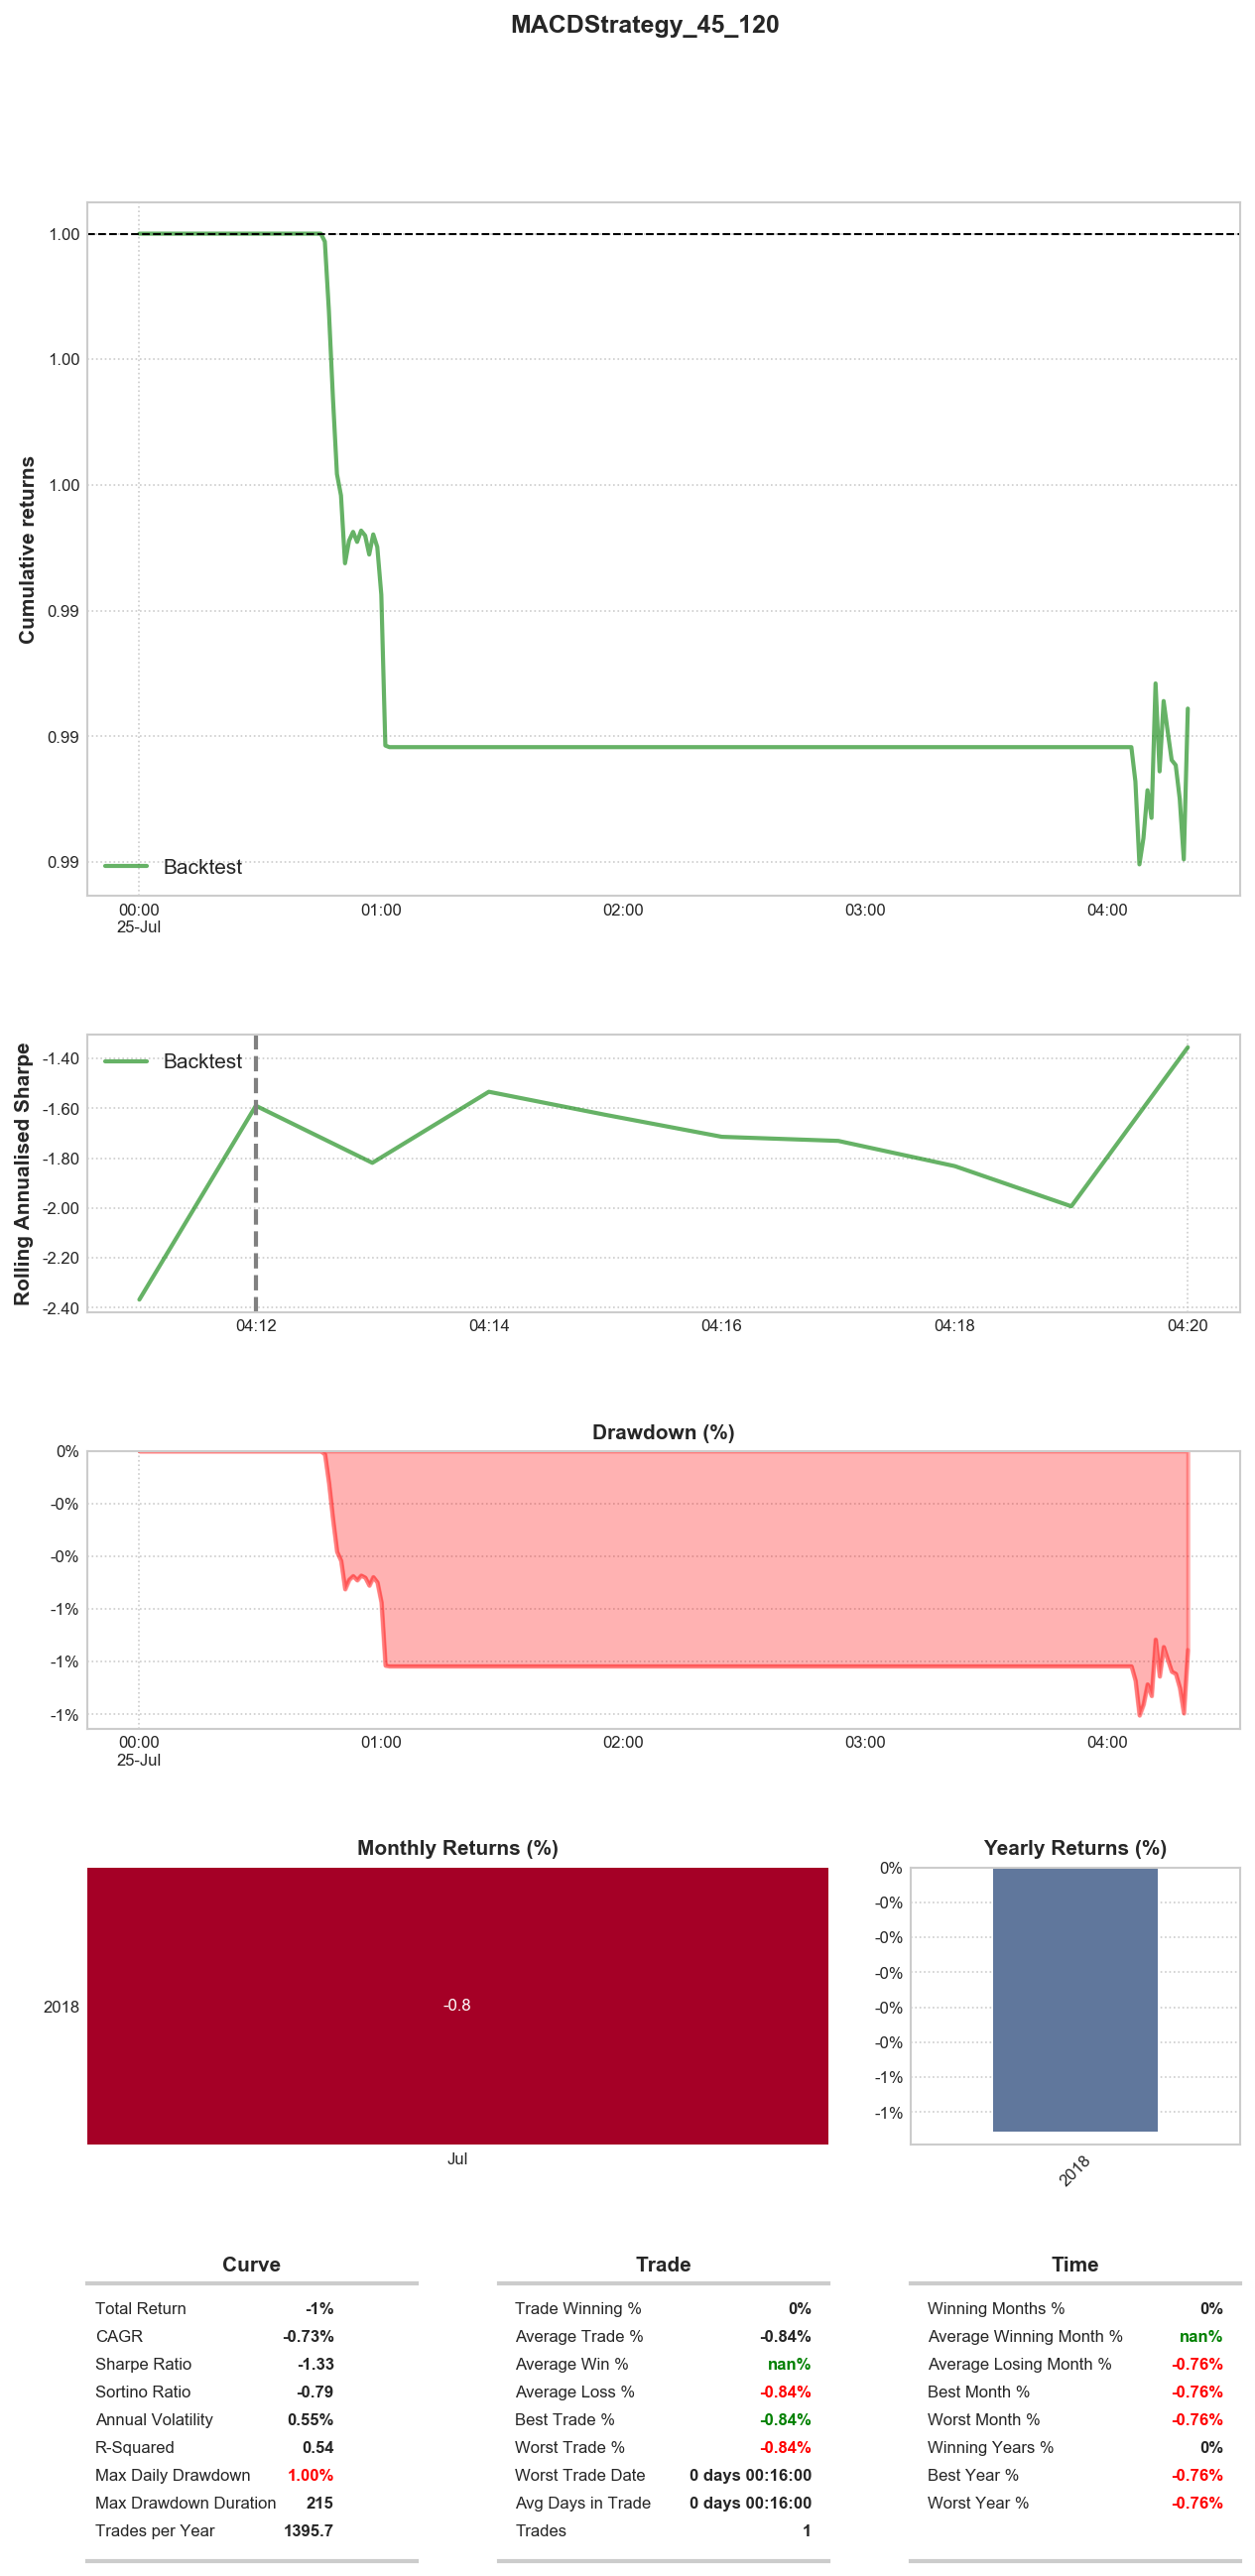 MACDStrategy_45_120
1.00
1.00
1.00
0.99
0.99
0.99
Cumulative returns
Backtest
00:00 01:00 02:00 03:00 04:00
25-Jul
Rolling Annualised Sharpe
Backtest
-1.40
-1.60
-1.80
-2.00
-2.20
-2.40
04:12 04:14 04:16 04:18 04:20
Drawdown (%)
0%
-0%
-0%
-1%
-1%
-1%
00:00 01:00 02:00 03:00 04:00
25-Jul
Monthly Returns (%)
2018
-0.8
Jul
Yearly Returns (%)
0%
-0%
-0%
-0%
-0%
-0%
-1%
-1%
2018
Curve
Total Return -1%
CAGR -0.73%
Sharpe Ratio -1.33
Sortino Ratio -0.79
Annual Volatility 0.55%
R-Squared 0.54
Max Daily Drawdown 1.00%
Max Drawdown Duration 215
Trades per Year 1395.7
Trade
Trade Winning % 0%
Average Trade % -0.84%
Average Win % nan%
Average Loss % -0.84%
Best Trade % -0.84%
Worst Trade % -0.84%
Worst Trade Date 0 days 00:16:00
Avg Days in Trade 0 days 00:16:00
Trades 1
Time
Winning Months % 0%
Average Winning Month % nan%
Average Losing Month % -0.76%
Best Month % -0.76%
Worst Month % -0.76%
Winning Years % 0%
Best Year % -0.76%
Worst Year % -0.76%